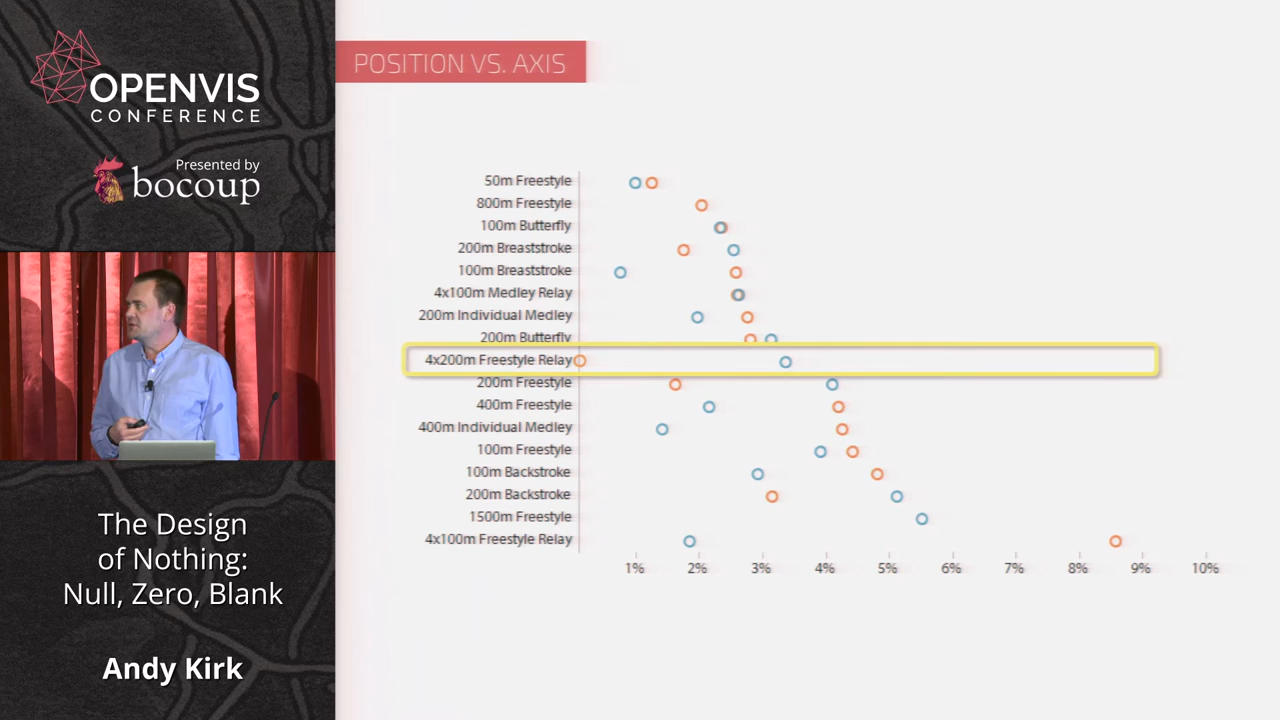 OPENVIS
CONFERENCE
Presented by
bocoup
The Design
of Nothing:
Null, Zero, Blank
Andy Kirk
POSITION VS. AXIS
50m Freestyle
800m Freestyle
100m Butterfly
200m Breaststroke
100m Breaststroke
4x100m Medley Relay
200m Individual Medley
200m Butterfly
4x200m Freestyle Relay
200m Freestyle
400m Freestyle
400m Individual Medley
100m Freestyle
100m Backstroke
200m Backstroke
1500m Freestyle
4x100m Freestyle Relay
1% 2% 3% 4% 5% 6% 7% 8% 9% 10%